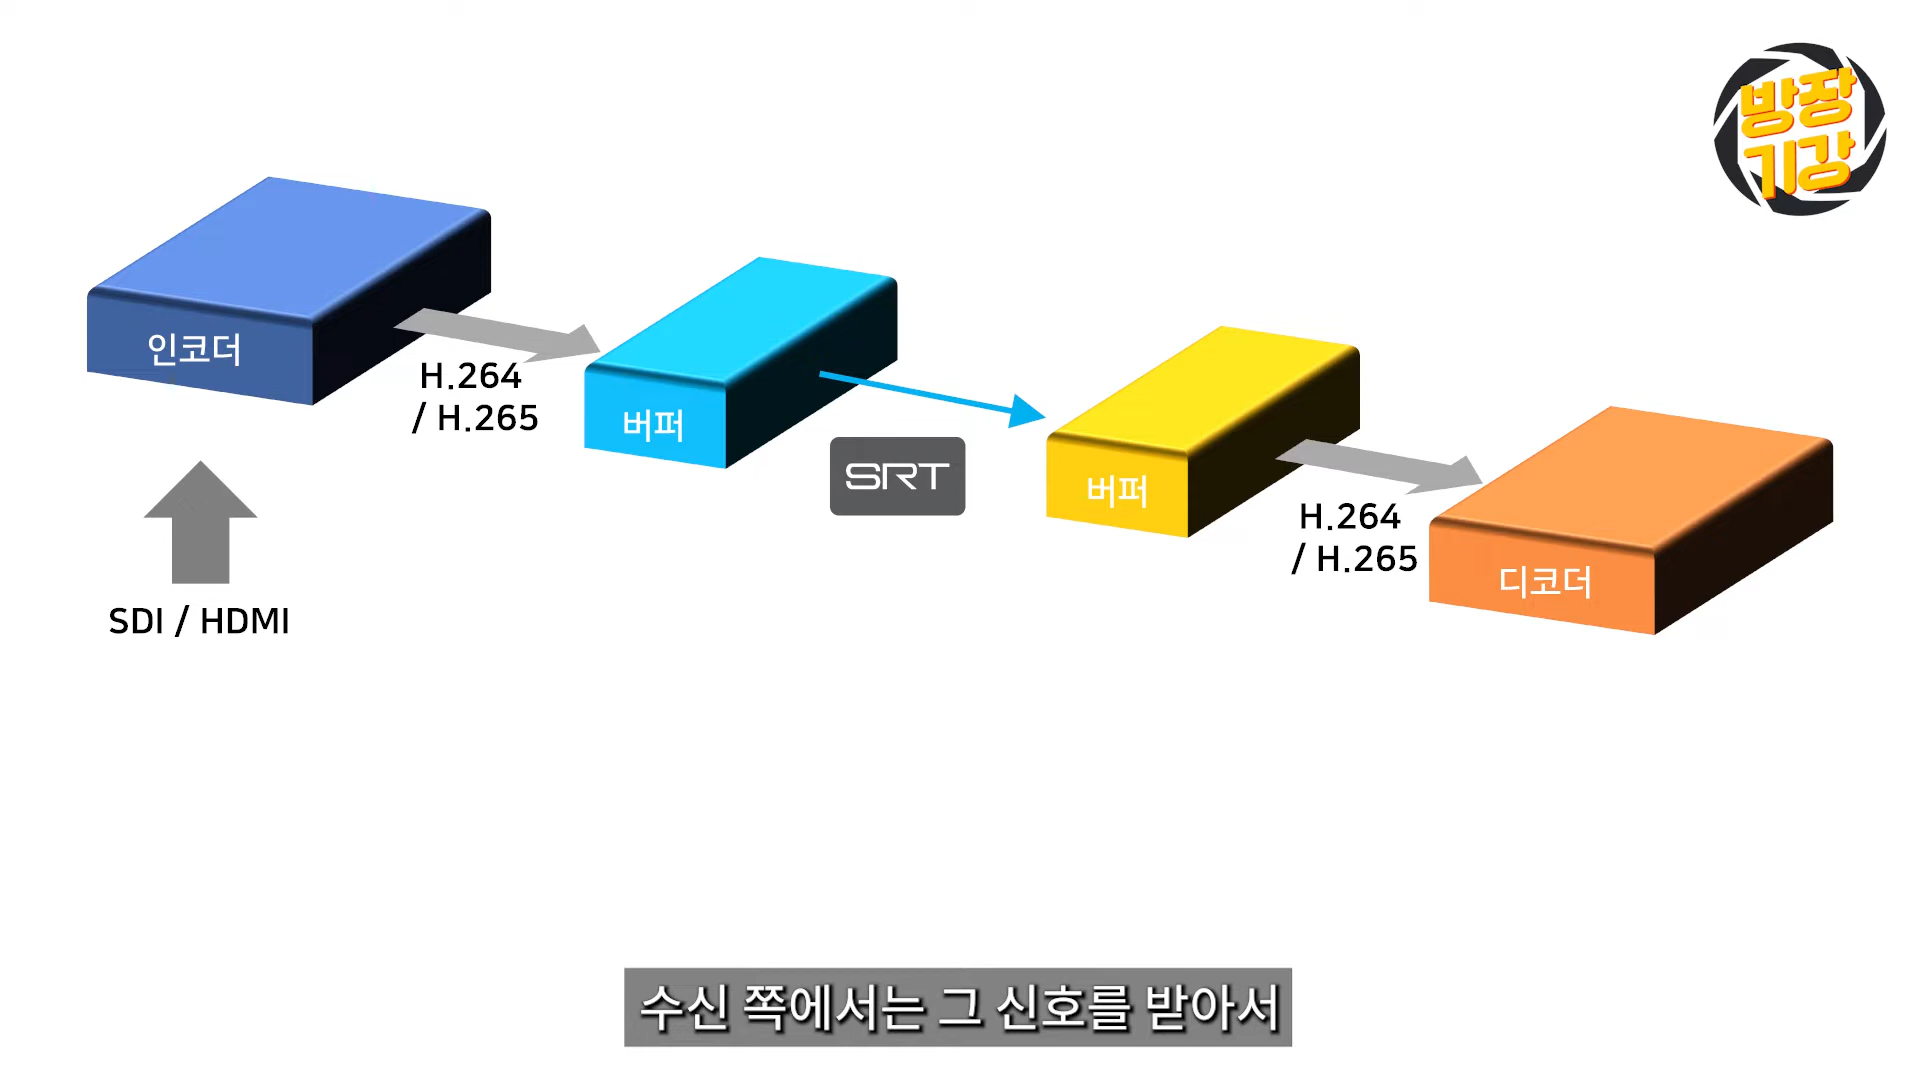 방장
기강
인코더
H.264
/ H.265
버퍼
SRT
버퍼
H.264
/ H.265
디코더
SDI / HDMI
수신 쪽에서는 그 신호를 받아서